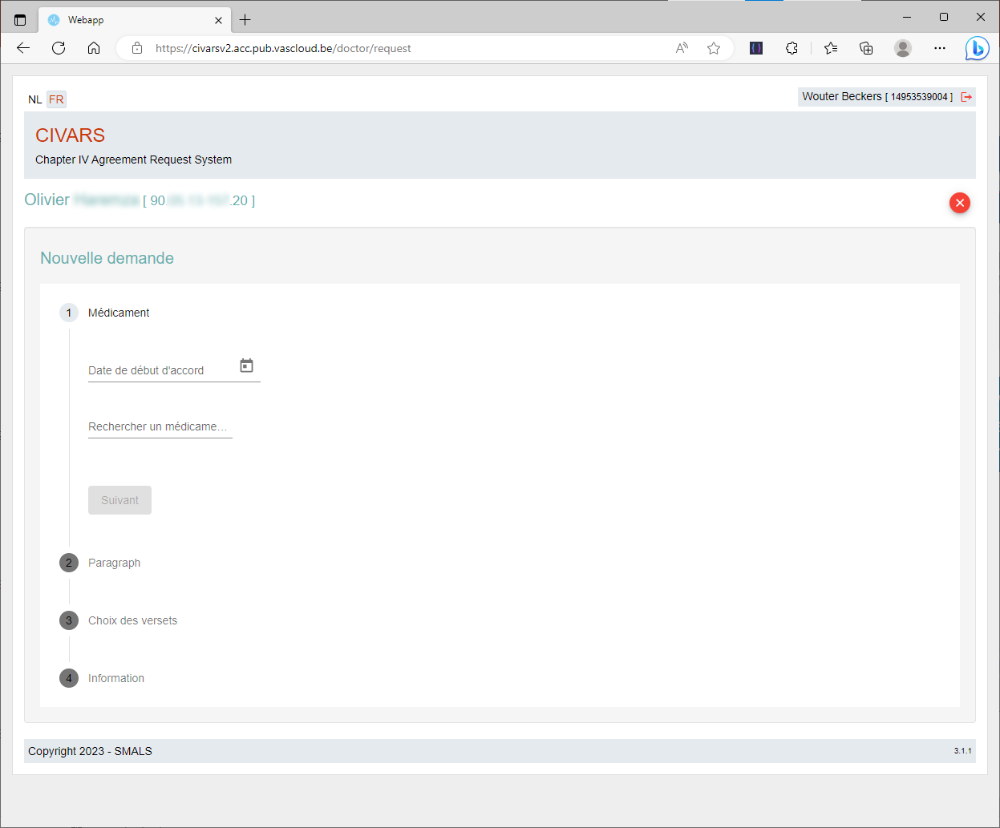 Webapp
https://civarsv2.acc.pub.vascloud.be/doctor/request
NL FR
Wouter Beckers [ 14953539004 ]
CIVARS
Chapter IV Agreement Request System
Olivier [ 90. .20 ]
Nouvelle demande
1 Médicament
Date de début d'accord
Rechercher un médicame...
Suivant
2 Paragraph
3 Choix des versets
4 Information
Copyright 2023 - SMALS
3.1.1